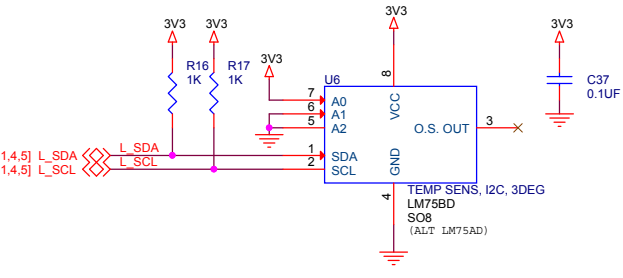 3V3
3V3
3V3
3V3
3V3
R16
1K
R17
1K
U6
C37
0.1UF
7
A0
6
A1
5
A2
8
VCC
O.S. OUT
3
1,4,5] L_SDA
L_SDA
1
SDA
1,4,5] L_SCL
L_SCL
2
SCL
GND
4
TEMP SENS, I2C, 3DEG
LM75BD
SO8
(ALT LM75AD)